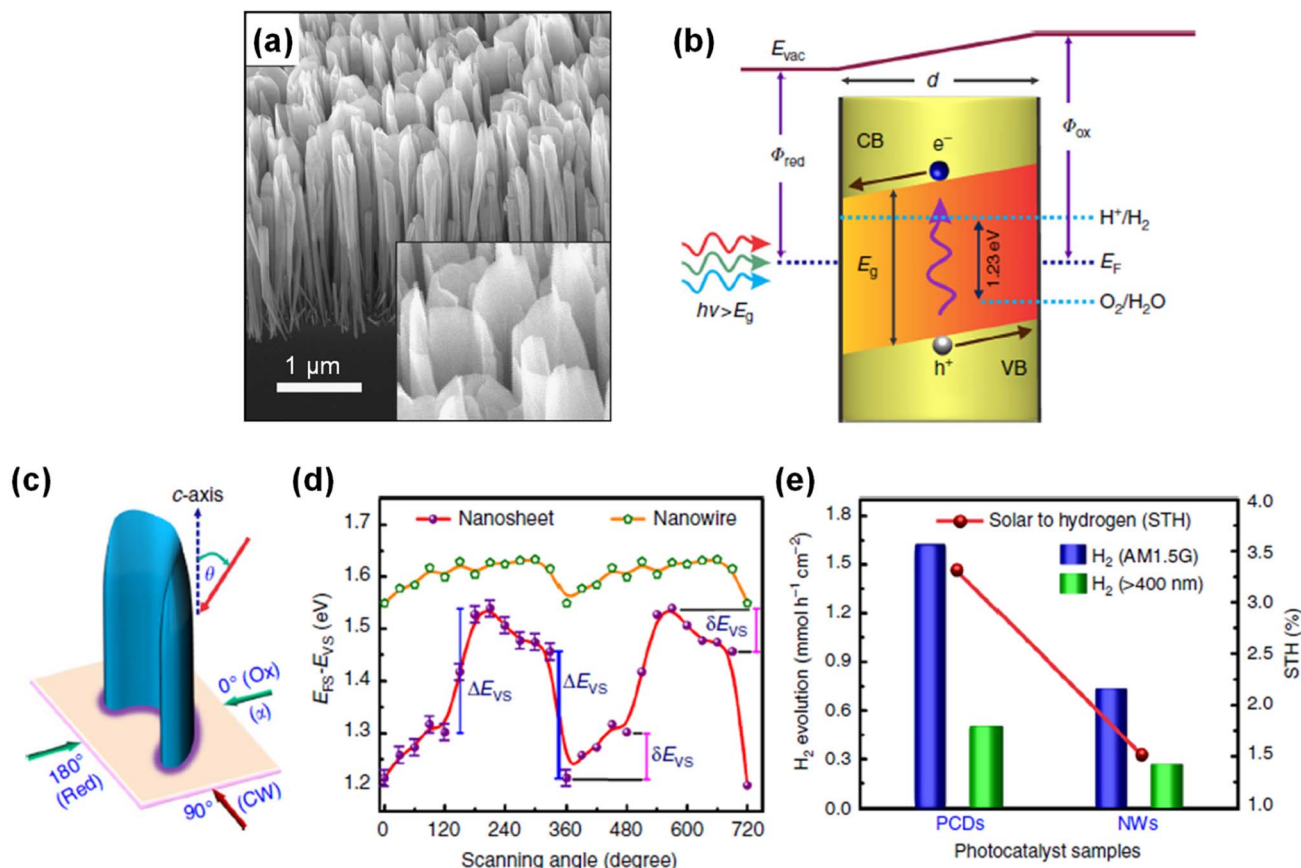 (a)
1 μm
(b)
E_vac
d
Φ_red
Φ_ox
CB
e⁻
H⁺/H₂
E_g
1.23 eV
E_F
hν>E_g
O₂/H₂O
h⁺
VB
(c)
c-axis
θ
0° (Ox)
(α)
180°
(Red)
90° (CW)
(d)
Nanosheet
Nanowire
E_FS-E_VS (eV)
1.7
1.6
1.5
1.4
1.3
1.2
ΔE_VS
ΔE_VS
δE_VS
δE_VS
0 120 240 360 480 600 720
Scanning angle (degree)
(e)
Solar to hydrogen (STH)
H₂ (AM1.5G)
H₂ (>400 nm)
H₂ evolution (mmol h⁻¹ cm⁻²)
1.8
1.5
1.2
0.9
0.6
0.3
0.0
4.0
3.5
3.0
2.5
2.0
1.5
1.0
STH (%)
PCDs NWs
Photocatalyst samples